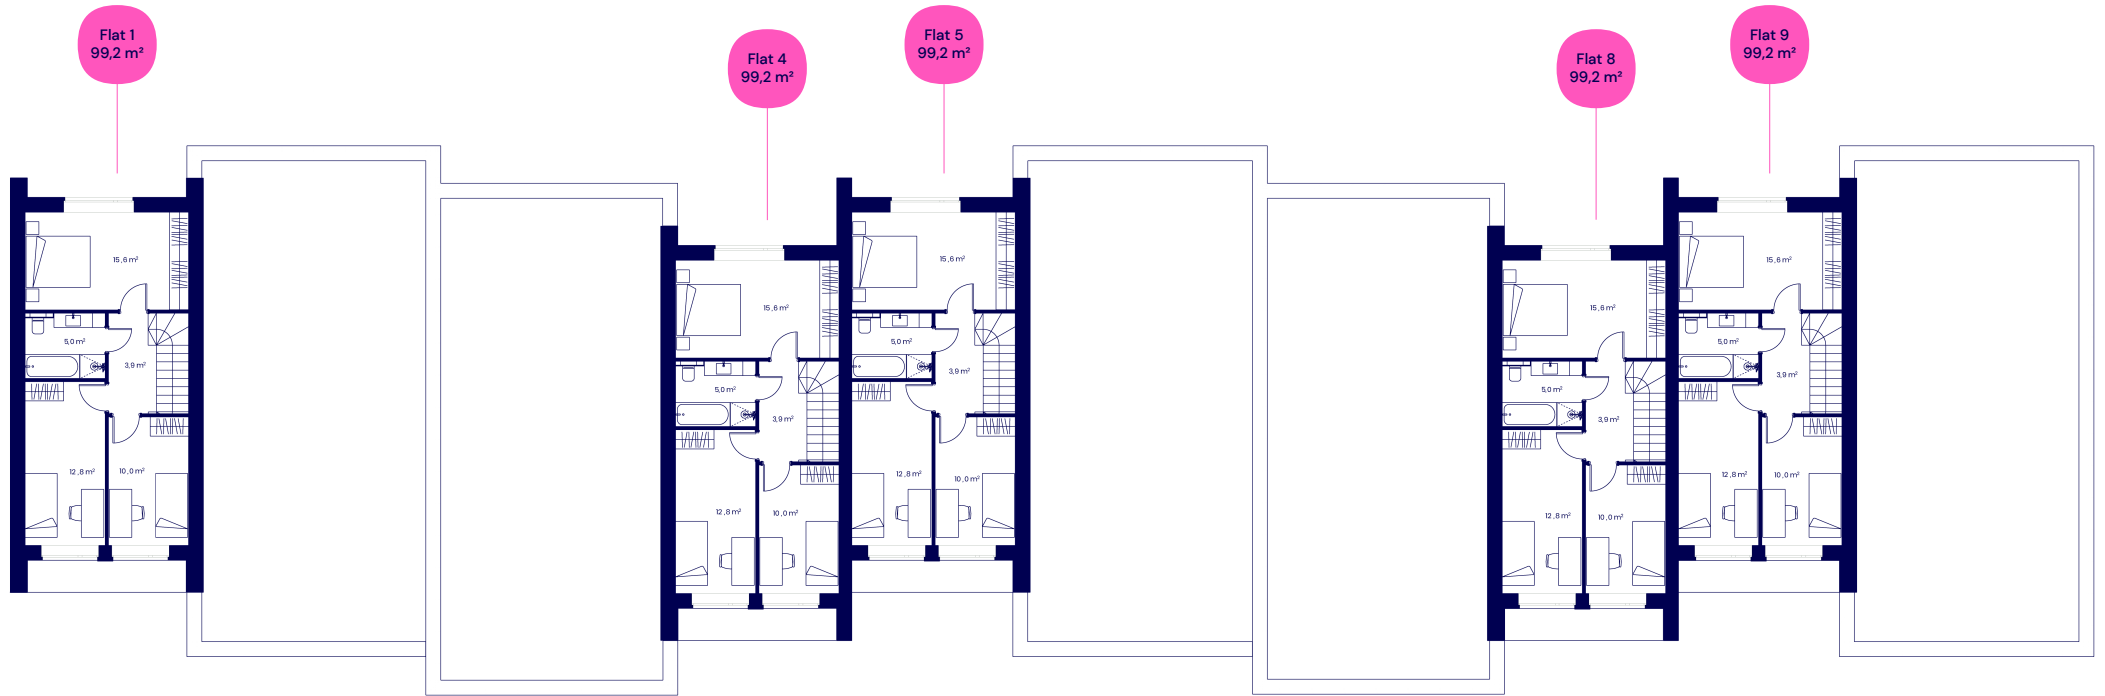 Flat 1
99,2 m²
Flat 4
99,2 m²
Flat 5
99,2 m²
Flat 8
99,2 m²
Flat 9
99,2 m²
15,6 m²
5,0 m²
3,9 m²
12,8 m²
10,0 m²
15,6 m²
5,0 m²
3,9 m²
12,8 m²
10,0 m²
15,6 m²
5,0 m²
3,9 m²
12,8 m²
10,0 m²
15,6 m²
5,0 m²
3,9 m²
12,8 m²
10,0 m²
15,6 m²
5,0 m²
3,9 m²
12,8 m²
10,0 m²